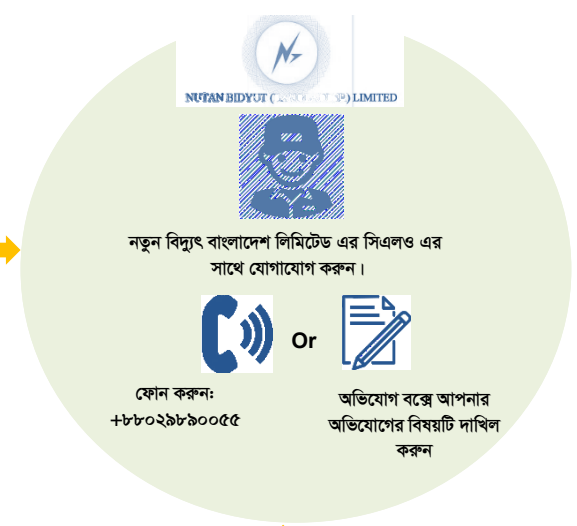 NUTAN BIDYUT ( ) LIMITED
নতুন বিদ্যুৎ বাংলাদেশ লিমিটেড এর সিএলও এর
সাথে যোগাযোগ করুন।
Or
ফোন করুন:
+৮৮০২৯৮৯০০৫৫
অভিযোগ বক্সে আপনার
অভিযোগের বিষয়টি দাখিল
করুন